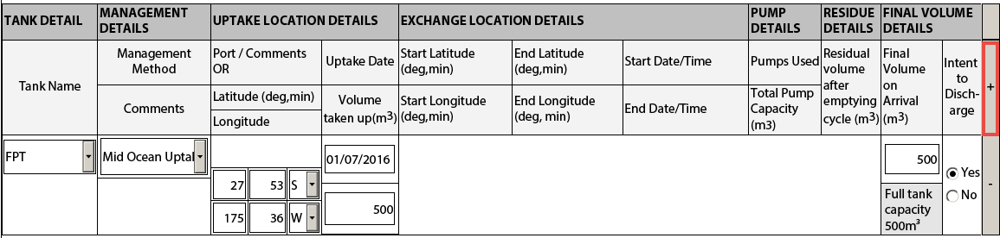 TANK DETAIL
MANAGEMENT
DETAILS
UPTAKE LOCATION DETAILS
EXCHANGE LOCATION DETAILS
PUMP
DETAILS
RESIDUE
DETAILS
FINAL VOLUME
DETAILS
Tank Name
Management
Method
Comments
Port / Comments
OR
Latitude (deg,min)
Longitude
Uptake Date
Volume
taken up(m³)
Start Latitude
(deg,min)
Start Longitude
(deg,min)
End Latitude
(deg,min)
End Longitude
(deg, min)
Start Date/Time
End Date/Time
Pumps Used
Total Pump
Capacity
(m3)
Residual
volume
after
emptying
cycle (m³)
Final
Volume
on
Arrival
(m³)
Intent
to
Disch-
arge
+
FPT
Mid Ocean Uptal
27 53 S
175 36 W
01/07/2016
500
500
Full tank
capacity
500m³
Yes
No
-